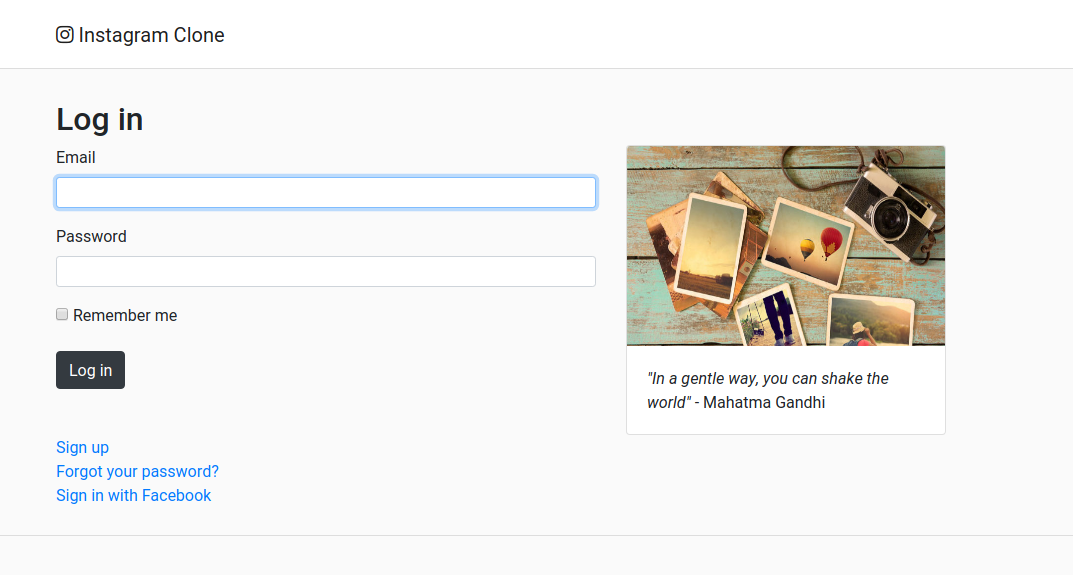 Instagram Clone
Log in
Email
Password
Remember me
Log in
Sign up
Forgot your password?
Sign in with Facebook
"In a gentle way, you can shake the
world" - Mahatma Gandhi